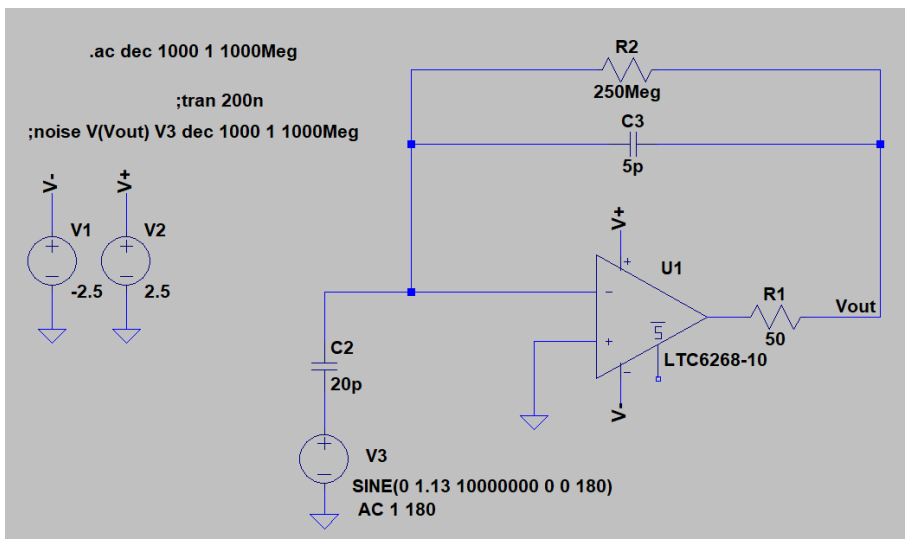 .ac dec 1000 1 1000Meg
;tran 200n
;noise V(Vout) V3 dec 1000 1 1000Meg
R2
250Meg
C3
5p
V-
V+
V1
V2
-2.5
2.5
V+
U1
R1
Vout
50
S
LTC6268-10
V-
C2
20p
V3
SINE(0 1.13 10000000 0 0 180)
AC 1 180